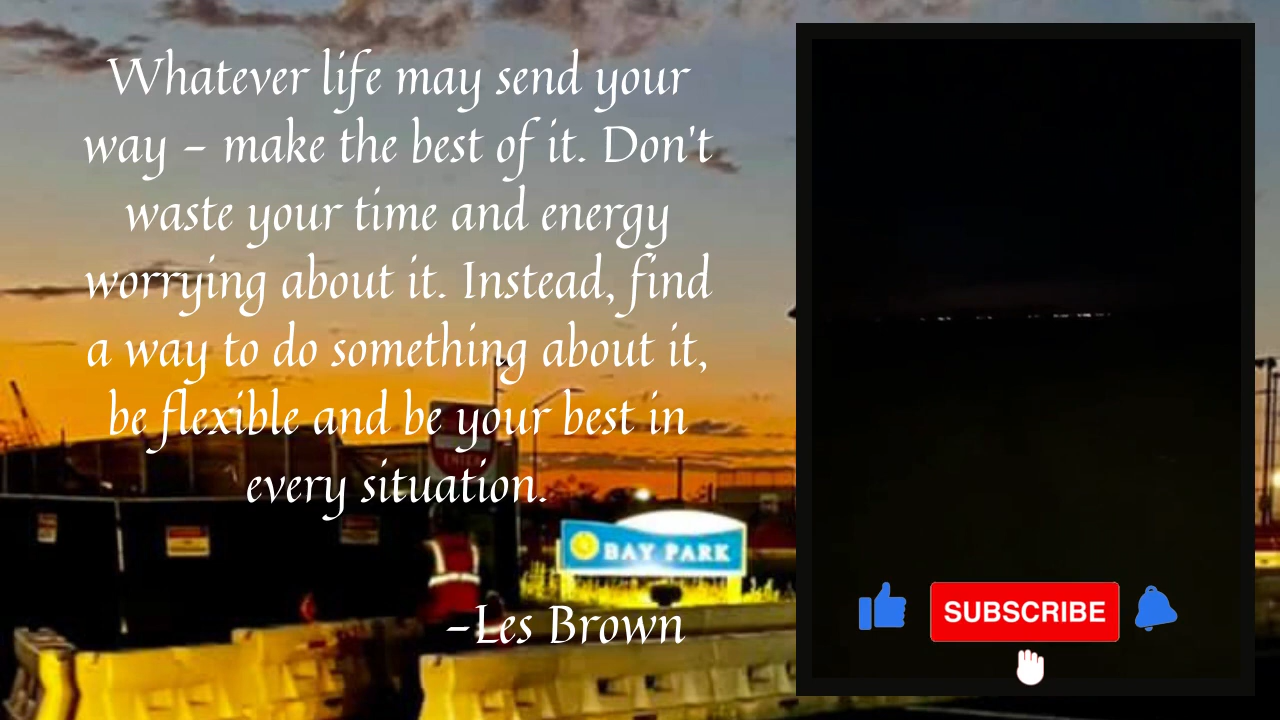 Whatever life may send your
way - make the best of it. Don't
waste your time and energy
worrying about it. Instead, find
a way to do something about it,
be flexible and be your best in
every situation.
BAY PARK
-Les Brown
SUBSCRIBE